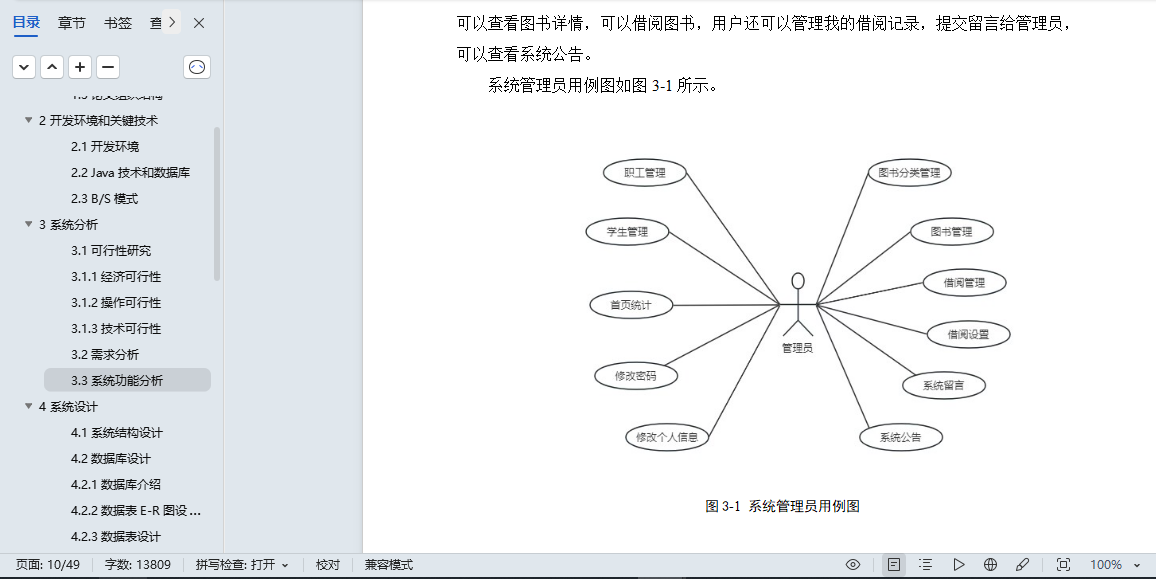 目录 章节 书签
可以查看图书详情，可以借阅图书，用户还可以管理我的借阅记录，提交留言给管理员，
可以查看系统公告。
系统管理员用例图如图 3-1 所示。
2 开发环境和关键技术
2.1 开发环境
2.2 Java 技术和数据库
2.3 B/S 模式
3 系统分析
3.1 可行性研究
3.1.1 经济可行性
3.1.2 操作可行性
3.1.3 技术可行性
3.2 需求分析
3.3 系统功能分析
4 系统设计
4.1 系统结构设计
4.2 数据库设计
4.2.1 数据库介绍
4.2.2 数据表 E-R 图设 ...
4.2.3 数据表设计
职工管理
图书分类管理
学生管理
图书管理
借阅管理
首页统计
借阅设置
管理员
修改密码
系统留言
修改个人信息
系统公告
图 3-1 系统管理员用例图
页面: 10/49 字数: 13809 拼写检查: 打开 校对 兼容模式 100%